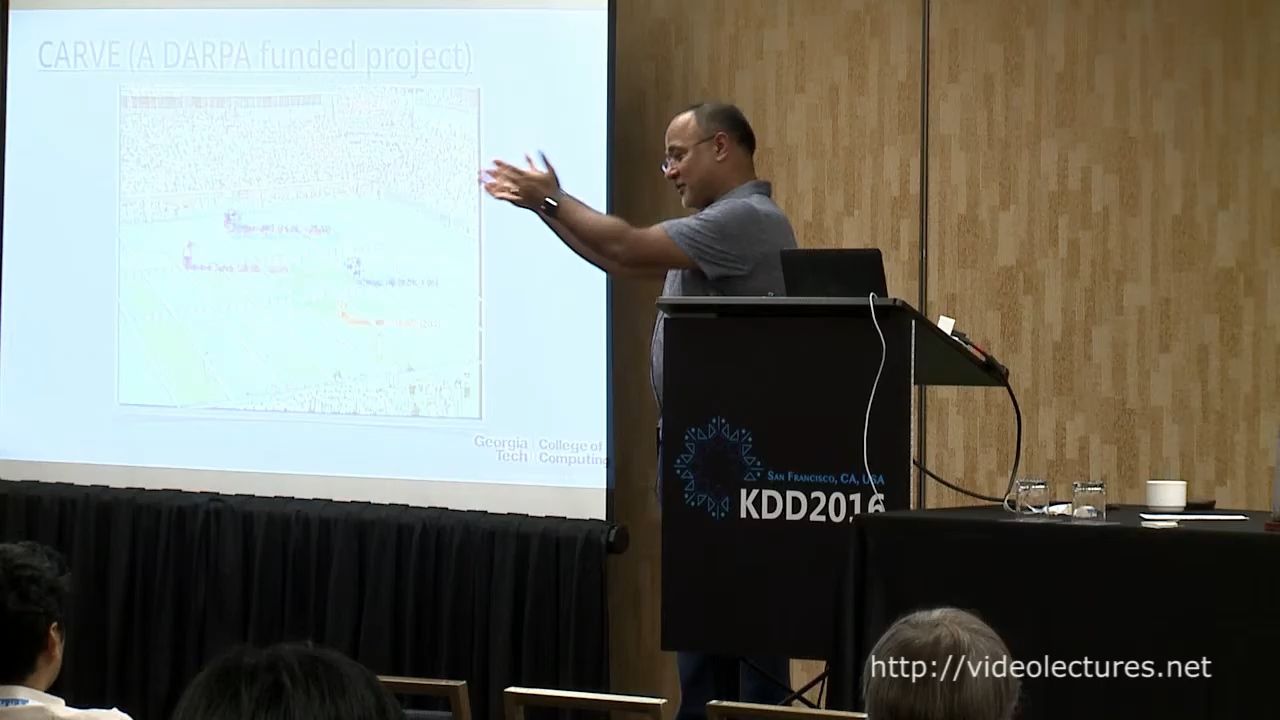 CARVE (A DARPA funded project)
Georgia Tech
College of Computing
San Francisco, CA, USA
KDD2016
http://videolectures.net